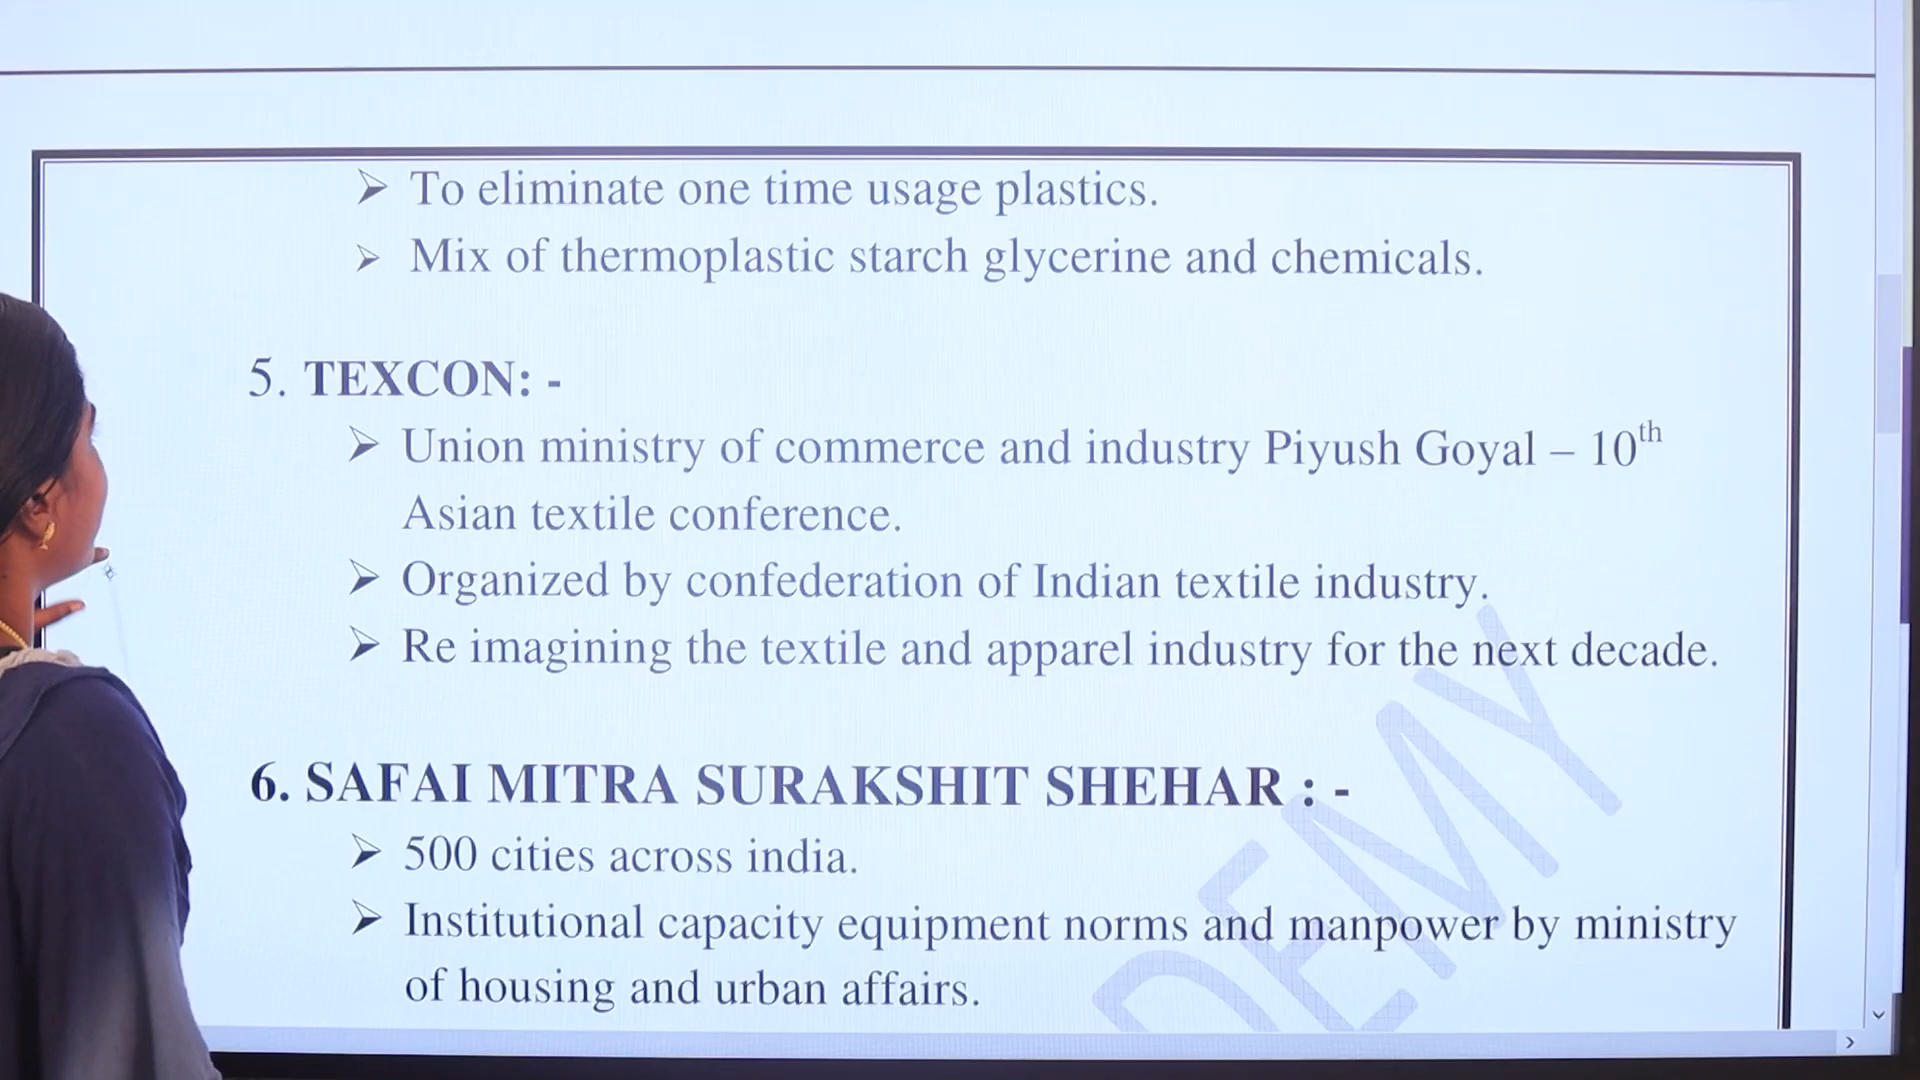 ➢ To eliminate one time usage plastics.
➢ Mix of thermoplastic starch glycerine and chemicals.
5. TEXCON: -
➢ Union ministry of commerce and industry Piyush Goyal – 10th
Asian textile conference.
➢ Organized by confederation of Indian textile industry.
➢ Re imagining the textile and apparel industry for the next decade.
6. SAFAI MITRA SURAKSHIT SHEHAR : -
➢ 500 cities across india.
➢ Institutional capacity equipment norms and manpower by ministry
of housing and urban affairs.
DEMY